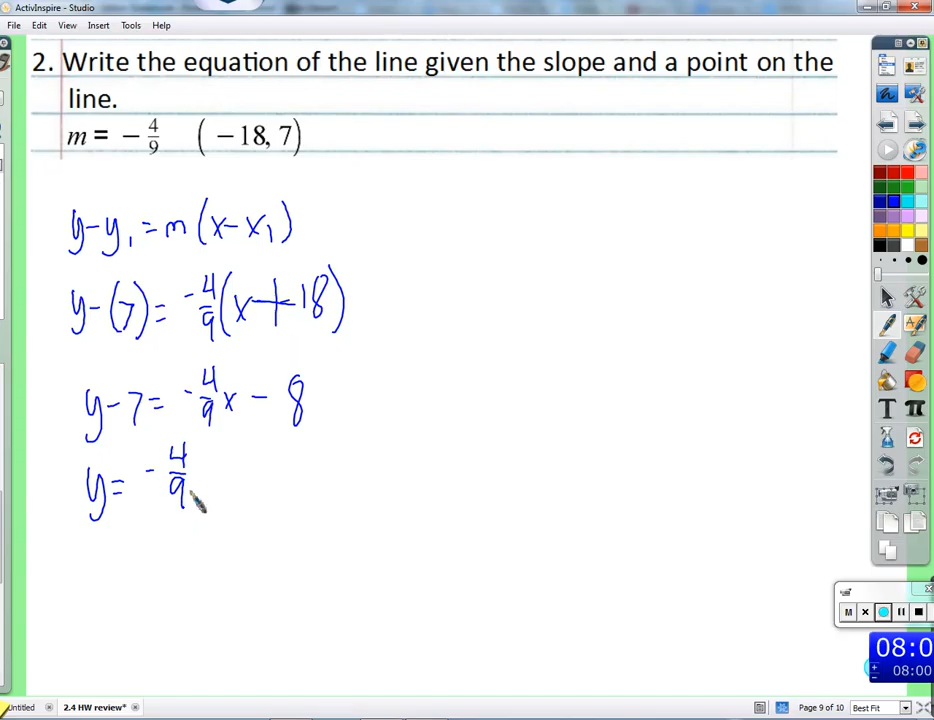 ActivInspire - Studio
File Edit View Insert Tools Help
2. Write the equation of the line given the slope and a point on the
line.
m = - 4/9 (-18, 7)
y-y₁ = m(x-x₁)
y-(7) = -4/9(x+18)
y-7 = -4/9x - 8
y = -4/9
T
M
08:0
08:00
Untitled 2.4 HW review* Page 9 of 10 Best Fit